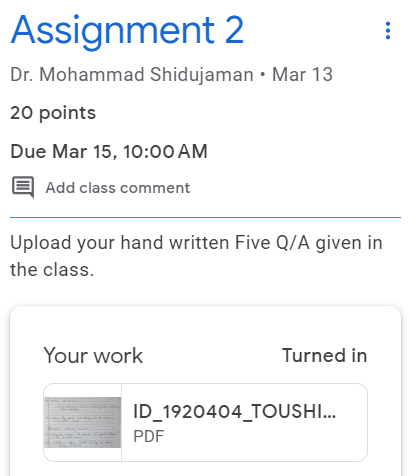 Assignment 2
Dr. Mohammad Shidujaman • Mar 13
20 points
Due Mar 15, 10:00 AM
Add class comment
Upload your hand written Five Q/A given in
the class.
Your work Turned in
ID_1920404_TOUSHI...
PDF